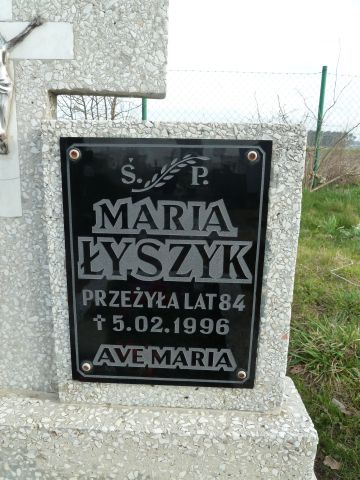 Ś. P.
MARIA
ŁYSZYK
PRZEŻYŁA LAT 84
✝ 5.02.1996
AVE MARIA